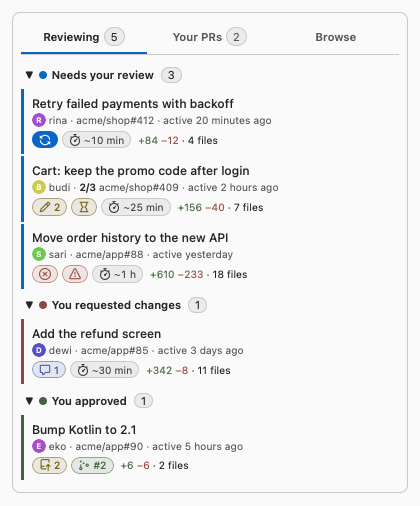 Reviewing 5 Your PRs 2 Browse
Needs your review 3
Retry failed payments with backoff
R rina · acme/shop#412 · active 20 minutes ago
~10 min +84 −12 · 4 files
Cart: keep the promo code after login
B budi · 2/3 acme/shop#409 · active 2 hours ago
2 ~25 min +156 −40 · 7 files
Move order history to the new API
S sari · acme/app#88 · active yesterday
~1 h +610 −233 · 18 files
You requested changes 1
Add the refund screen
D dewi · acme/app#85 · active 3 days ago
1 ~30 min +342 −8 · 11 files
You approved 1
Bump Kotlin to 2.1
E eko · acme/app#90 · active 5 hours ago
2 #2 +6 −6 · 2 files